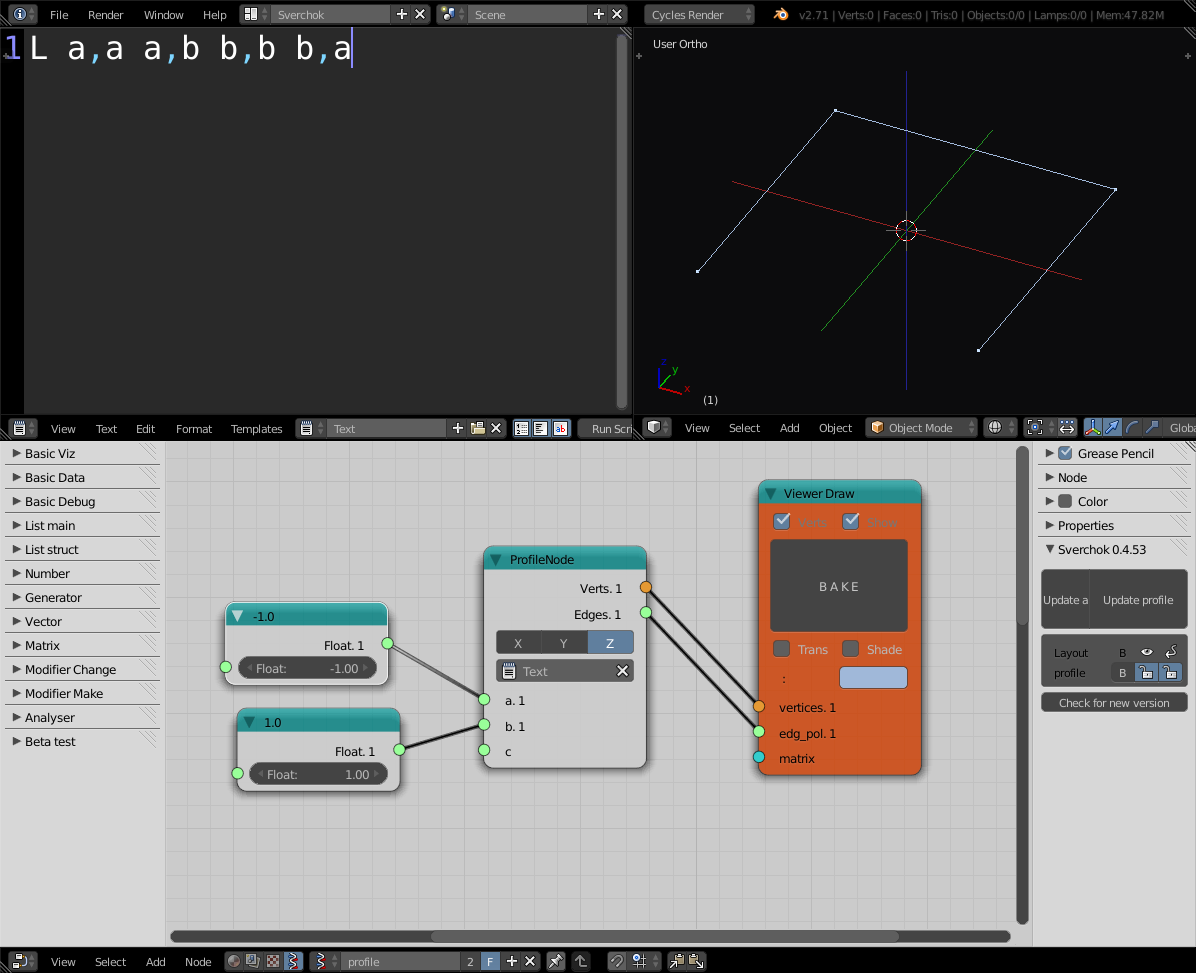 File Render Window Help Sverchok Scene Cycles Render v2.71 | Verts:0 | Faces:0 | Tris:0 | Objects:0/0 | Lamps:0/0 | Mem:47.82M
1 L a,a a,b b,b b,a
User Ortho
z
y
x
(1)
View Text Edit Format Templates Text Run Scri
View Select Add Object Object Mode Globa
Basic Viz
Basic Data
Basic Debug
List main
List struct
Number
Generator
Vector
Matrix
Modifier Change
Modifier Make
Analyser
Beta test
-1.0
Float. 1
Float: -1.00
1.0
Float. 1
Float: 1.00
ProfileNode
Verts. 1
Edges. 1
X Y Z
Text
a. 1
b. 1
c
Viewer Draw
Verts Show
BAKE
Trans Shade
:
vertices. 1
edg_pol. 1
matrix
Grease Pencil
Node
Color
Properties
Sverchok 0.4.53
Update a Update profile
Layout B
profile B
Check for new version
View Select Add Node profile 2 F